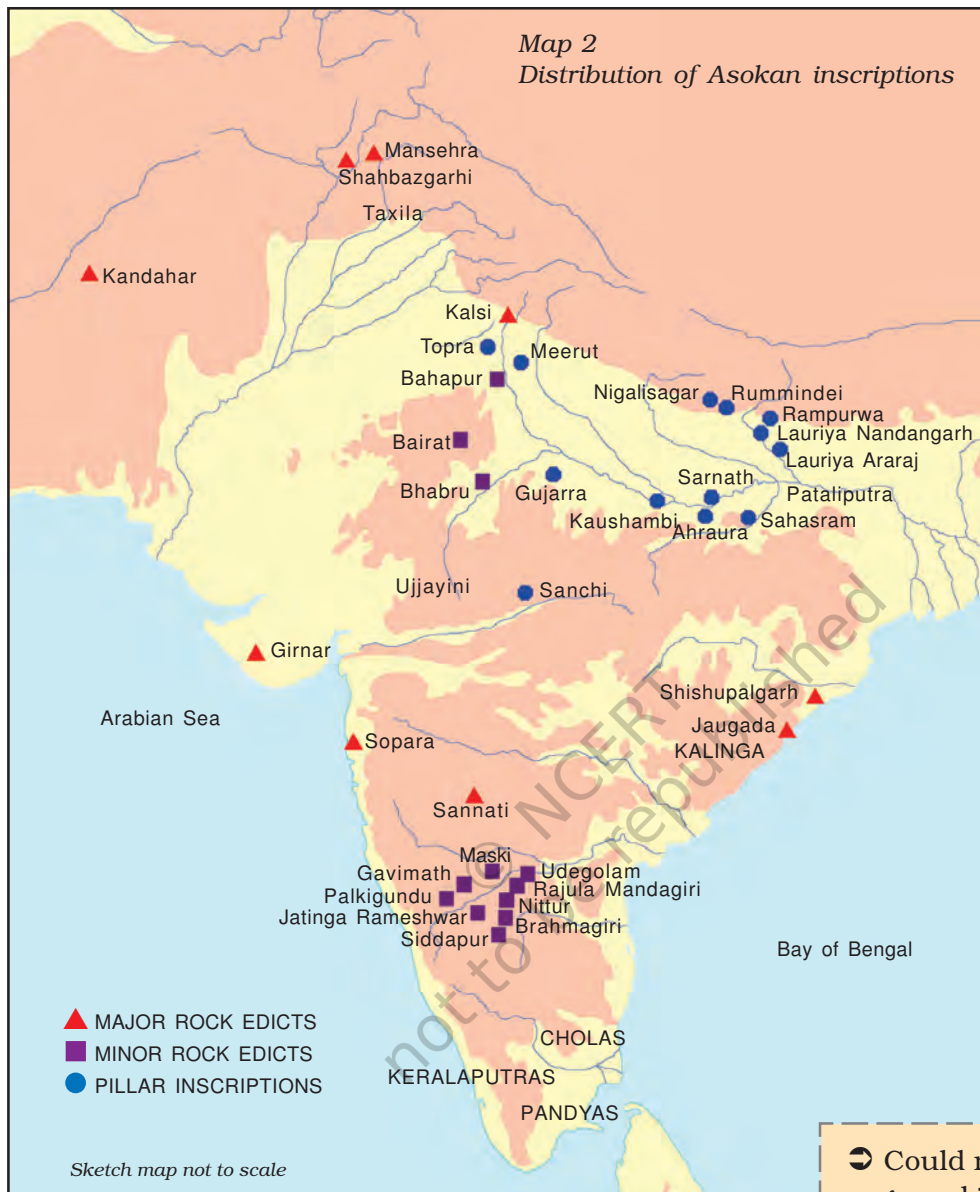 Map 2
Distribution of Asokan inscriptions
Mansehra
Shahbazgarhi
Taxila
Kandahar
Kalsi
Topra
Meerut
Bahapur
Nigalisagar
Rummindei
Rampurwa
Lauriya Nandangarh
Lauriya Araraj
Bairat
Bhabru
Gujarra
Sarnath
Pataliputra
Kaushambi
Ahraura
Sahasram
Ujjayini
Sanchi
Girnar
Shishupalgarh
Arabian Sea
Jaugada
KALINGA
Sopara
Sannati
Maski
Gavimath
Udegolam
Palkigundu
Rajula Mandagiri
Nittur
Jatinga Rameshwar
Brahmagiri
Siddapur
Bay of Bengal
MAJOR ROCK EDICTS
MINOR ROCK EDICTS
PILLAR INSCRIPTIONS
CHOLAS
KERALAPUTRAS
PANDYAS
Sketch map not to scale
© NCERT
not to be republished
➲ Could